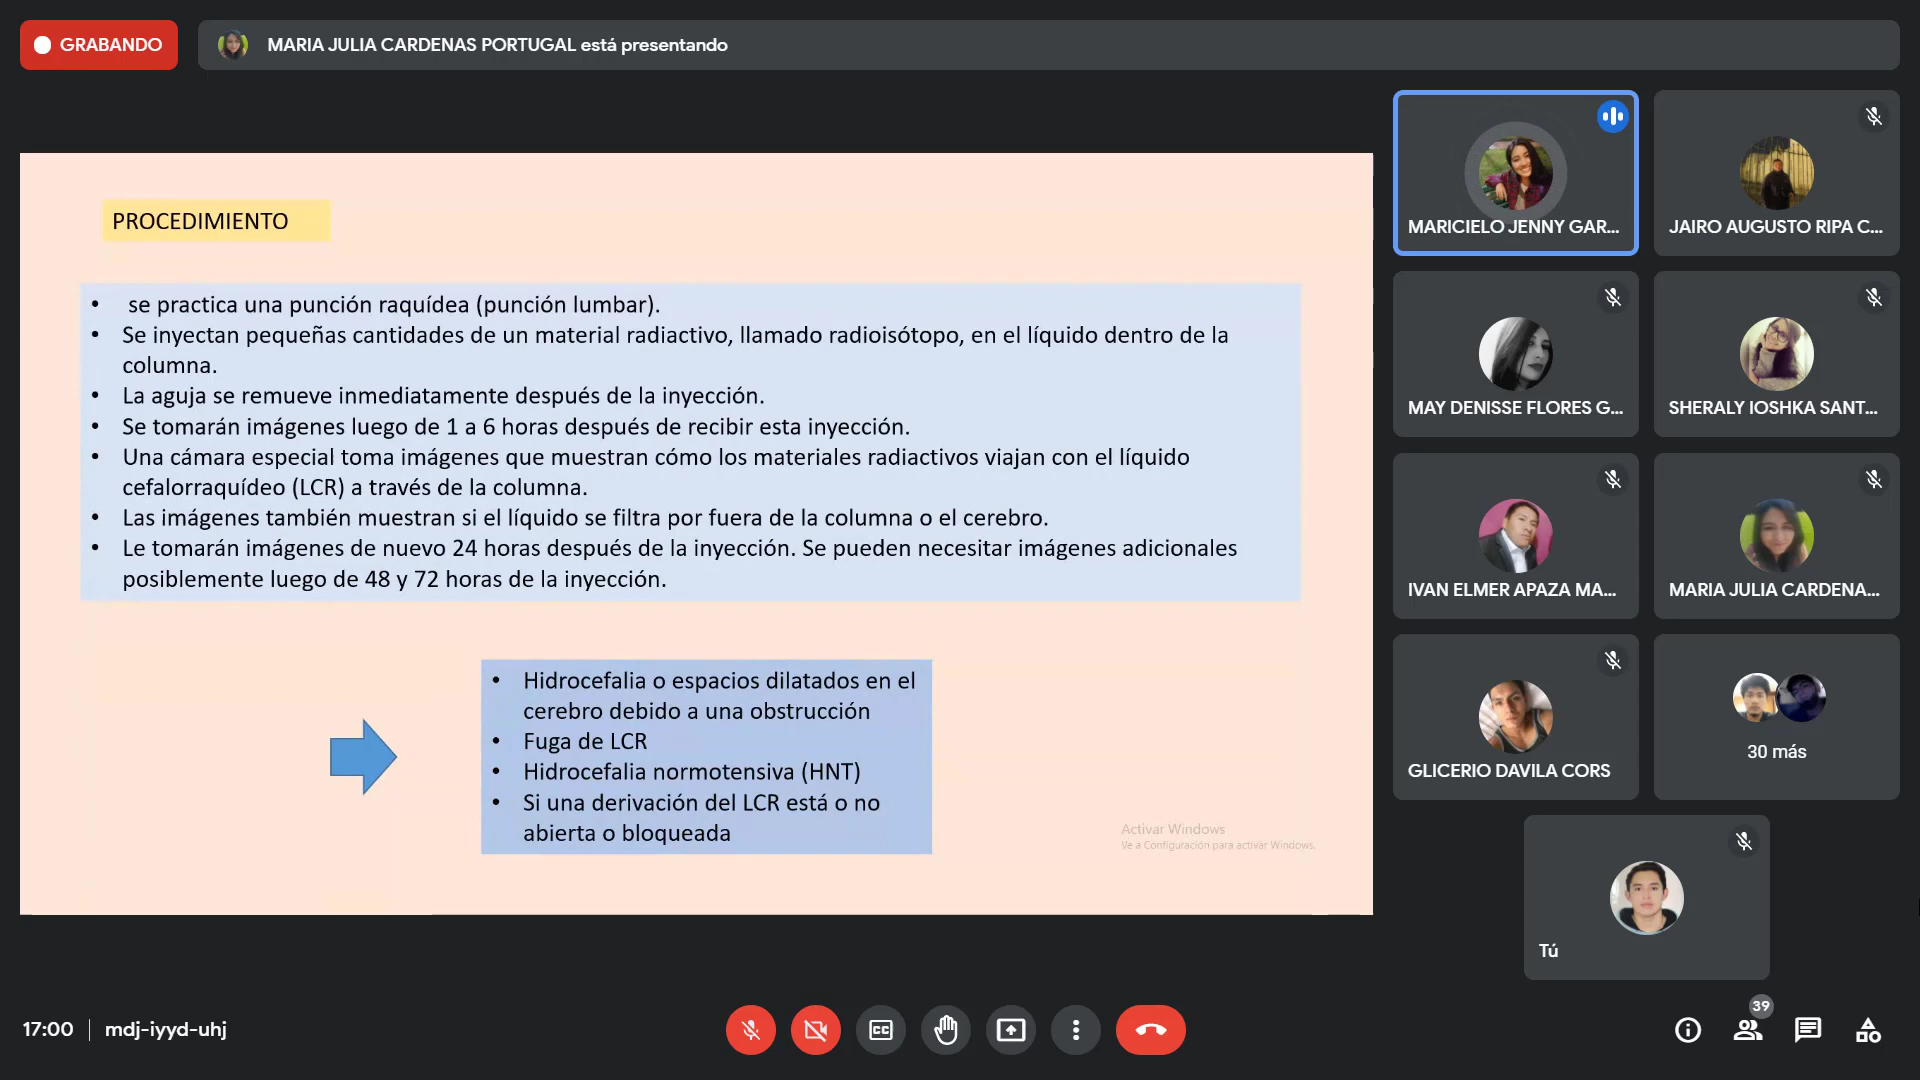 GRABANDO
MARIA JULIA CARDENAS PORTUGAL está presentando
PROCEDIMIENTO
• se practica una punción raquídea (punción lumbar).
• Se inyectan pequeñas cantidades de un material radiactivo, llamado radioisótopo, en el líquido dentro de la
columna.
• La aguja se remueve inmediatamente después de la inyección.
• Se tomarán imágenes luego de 1 a 6 horas después de recibir esta inyección.
• Una cámara especial toma imágenes que muestran cómo los materiales radiactivos viajan con el líquido
cefalorraquídeo (LCR) a través de la columna.
• Las imágenes también muestran si el líquido se filtra por fuera de la columna o el cerebro.
• Le tomarán imágenes de nuevo 24 horas después de la inyección. Se pueden necesitar imágenes adicionales
posiblemente luego de 48 y 72 horas de la inyección.
• Hidrocefalia o espacios dilatados en el
cerebro debido a una obstrucción
• Fuga de LCR
• Hidrocefalia normotensiva (HNT)
• Si una derivación del LCR está o no
abierta o bloqueada
Activar Windows
Ve a Configuración para activar Windows.
MARICIELO JENNY GAR...
JAIRO AUGUSTO RIPA C...
MAY DENISSE FLORES G...
SHERALY IOSHKA SANT...
IVAN ELMER APAZA MA...
MARIA JULIA CARDENA...
GLICERIO DAVILA CORS
30 más
Tú
17:00 | mdj-iyyd-uhj
CC
39